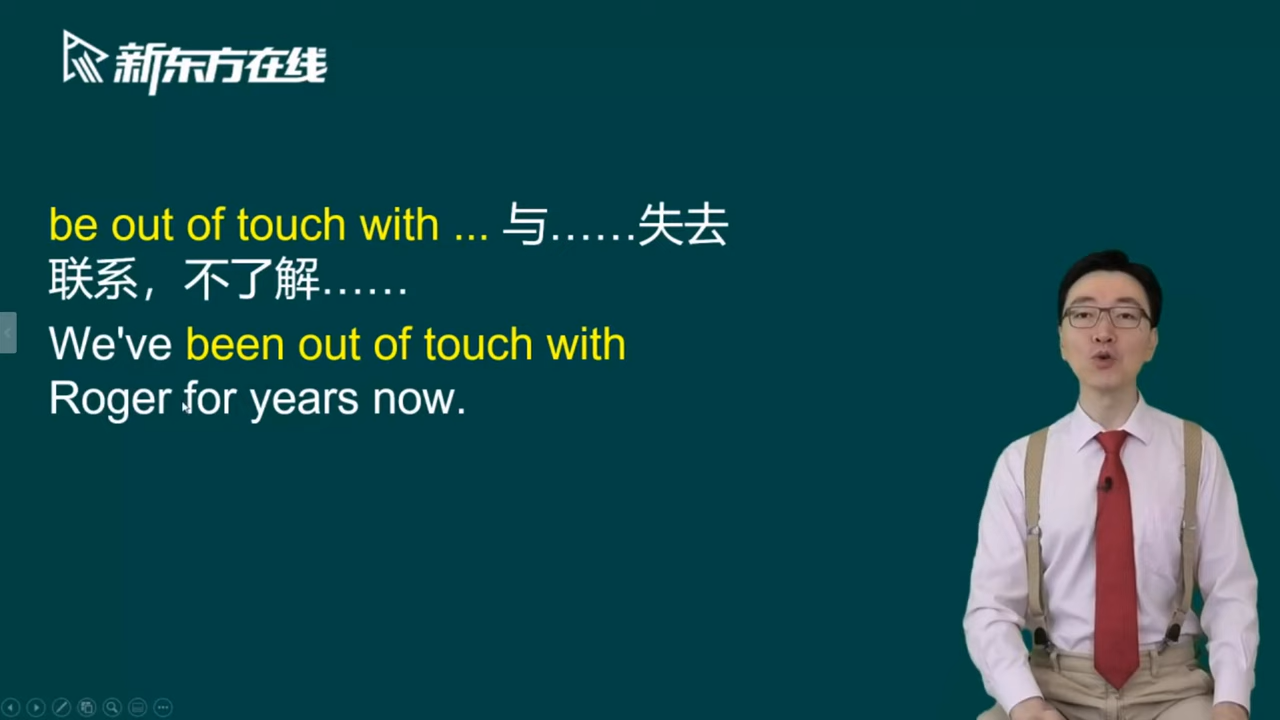 新东方在线
be out of touch with ... 与……失去
联系，不了解……
We've been out of touch with
Roger for years now.